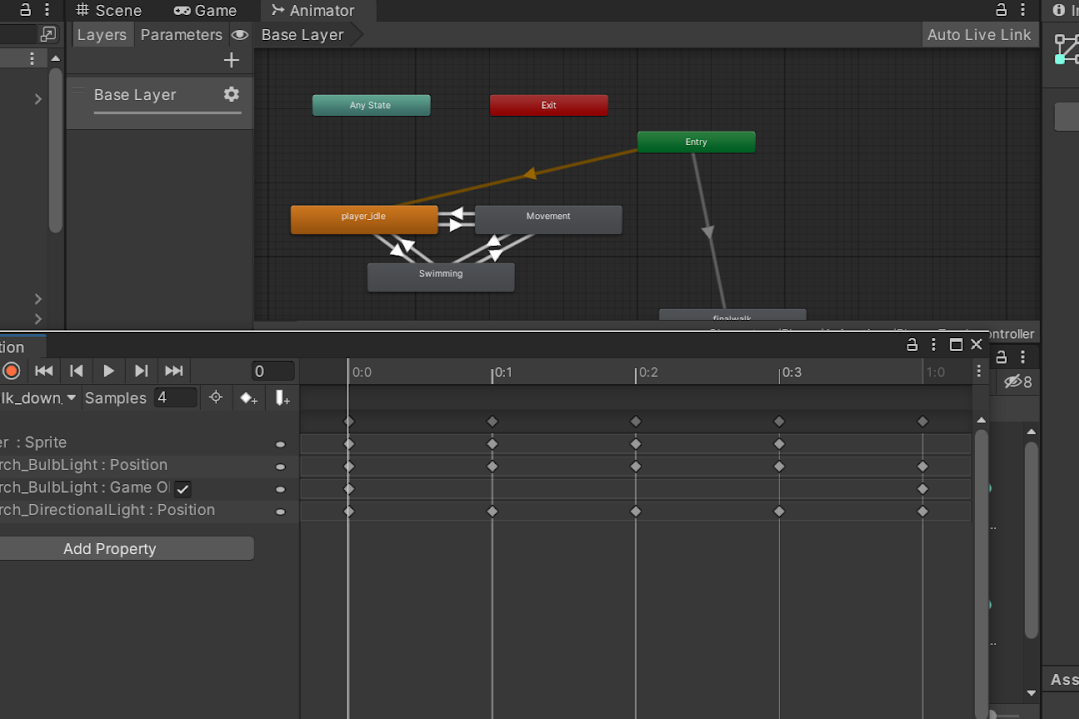 Scene Game Animator
Layers Parameters Base Layer Auto Live Link
Base Layer
Any State Exit
Entry
player_idle Movement
Swimming
finalwalk
ontroller
tion
0 0:0 0:1 0:2 0:3 1:0
lk_down_ Samples 4
8
er : Sprite
rch_BulbLight : Position
rch_BulbLight : Game O
rch_DirectionalLight : Position
Add Property
Ass